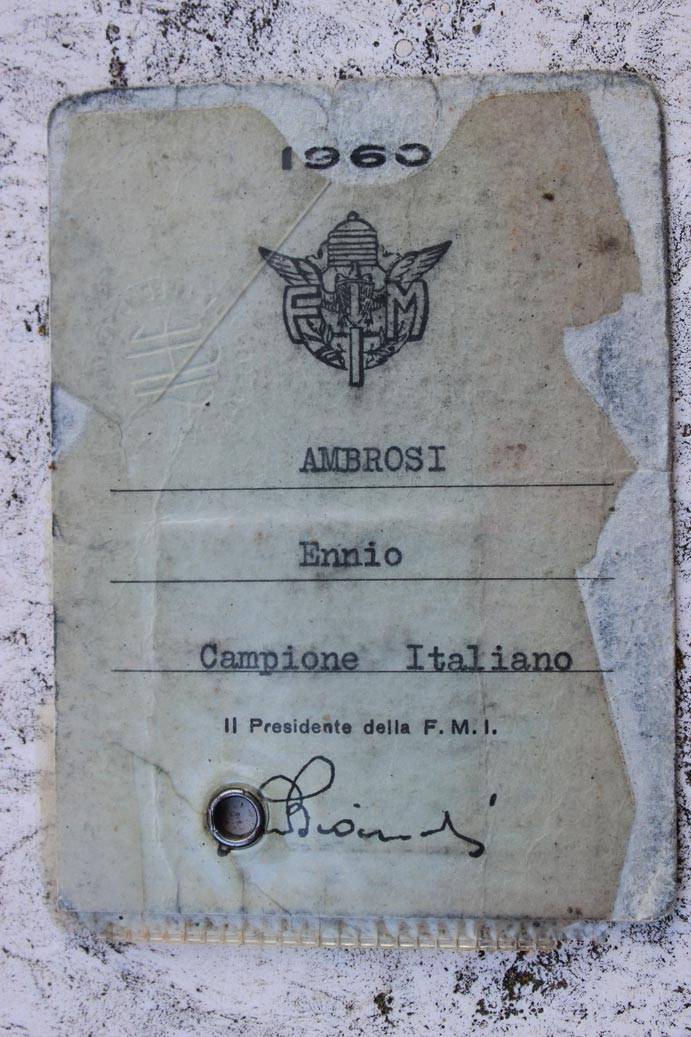 1960
F I M
AMBROSI
Ennio
Campione Italiano
Il Presidente della F. M. I.